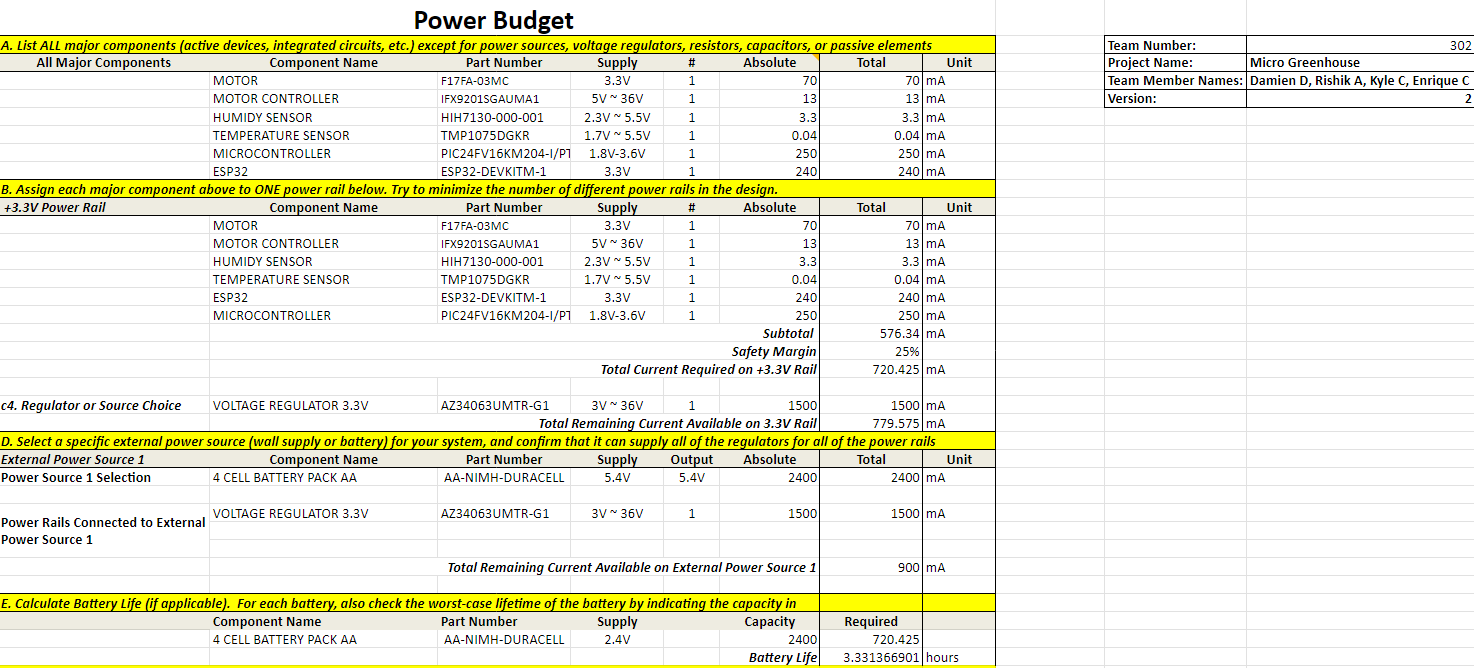 Power Budget
A. List ALL major components (active devices, integrated circuits, etc.) except for power sources, voltage regulators, resistors, capacitors, or passive elements
Team Number: 302
All Major Components Component Name Part Number Supply # Absolute Total Unit
Project Name: Micro Greenhouse
MOTOR F17FA-03MC 3.3V 1 70 70 mA
Team Member Names: Damien D, Rishik A, Kyle C, Enrique C
MOTOR CONTROLLER IFX9201SGAUMA1 5V ~ 36V 1 13 13 mA
Version: 2
HUMIDY SENSOR HIH7130-000-001 2.3V ~ 5.5V 1 3.3 3.3 mA
TEMPERATURE SENSOR TMP1075DGKR 1.7V ~ 5.5V 1 0.04 0.04 mA
MICROCONTROLLER PIC24FV16KM204-I/PT 1.8V-3.6V 1 250 250 mA
ESP32 ESP32-DEVKITM-1 3.3V 1 240 240 mA
B. Assign each major component above to ONE power rail below. Try to minimize the number of different power rails in the design.
+3.3V Power Rail Component Name Part Number Supply # Absolute Total Unit
MOTOR F17FA-03MC 3.3V 1 70 70 mA
MOTOR CONTROLLER IFX9201SGAUMA1 5V ~ 36V 1 13 13 mA
HUMIDY SENSOR HIH7130-000-001 2.3V ~ 5.5V 1 3.3 3.3 mA
TEMPERATURE SENSOR TMP1075DGKR 1.7V ~ 5.5V 1 0.04 0.04 mA
ESP32 ESP32-DEVKITM-1 3.3V 1 240 240 mA
MICROCONTROLLER PIC24FV16KM204-I/PT 1.8V-3.6V 1 250 250 mA
Subtotal 576.34 mA
Safety Margin 25%
Total Current Required on +3.3V Rail 720.425 mA
c4. Regulator or Source Choice VOLTAGE REGULATOR 3.3V AZ34063UMTR-G1 3V ~ 36V 1 1500 1500 mA
Total Remaining Current Available on 3.3V Rail 779.575 mA
D. Select a specific external power source (wall supply or battery) for your system, and confirm that it can supply all of the regulators for all of the power rails
External Power Source 1 Component Name Part Number Supply Output Absolute Total Unit
Power Source 1 Selection 4 CELL BATTERY PACK AA AA-NIMH-DURACELL 5.4V 5.4V 2400 2400 mA
VOLTAGE REGULATOR 3.3V AZ34063UMTR-G1 3V ~ 36V 1 1500 1500 mA
Power Rails Connected to External
Power Source 1
Total Remaining Current Available on External Power Source 1 900 mA
E. Calculate Battery Life (if applicable). For each battery, also check the worst-case lifetime of the battery by indicating the capacity in
Component Name Part Number Supply Capacity Required
4 CELL BATTERY PACK AA AA-NIMH-DURACELL 2.4V 2400 720.425
Battery Life 3.331366901 hours